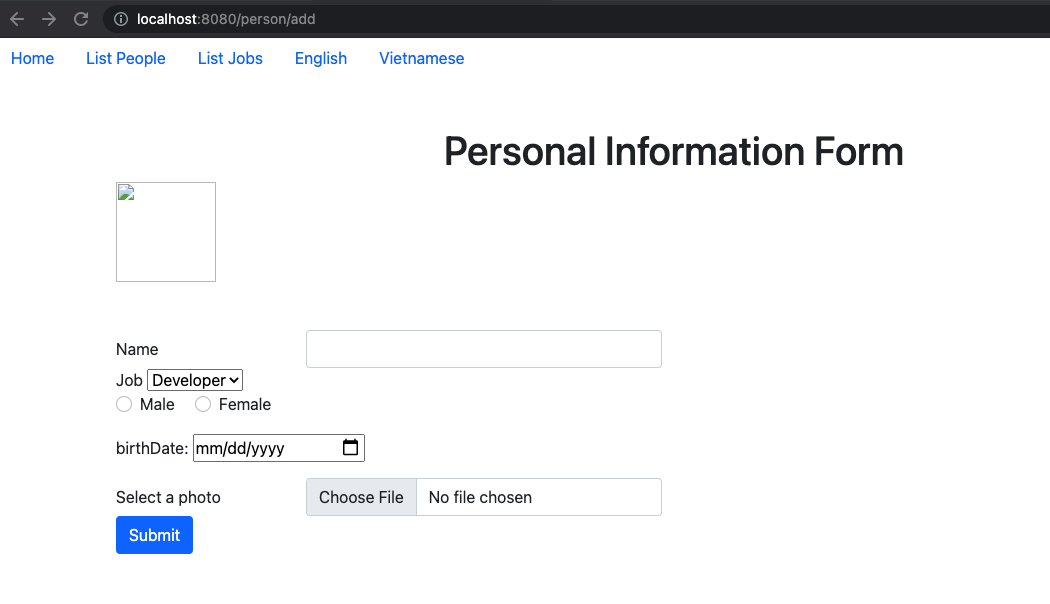 localhost:8080/person/add
Home List People List Jobs English Vietnamese
Personal Information Form
Name
Job Developer
Male Female
birthDate: mm/dd/yyyy
Select a photo Choose File No file chosen
Submit